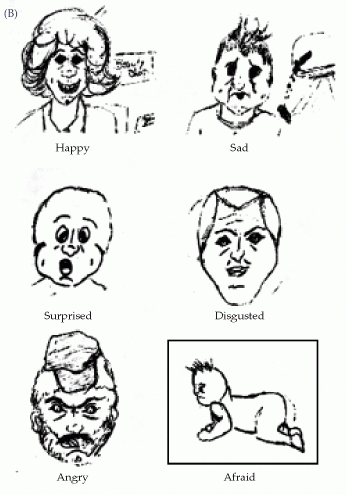 (B)
Happy
Sad
Surprised
Disgusted
Angry
Afraid